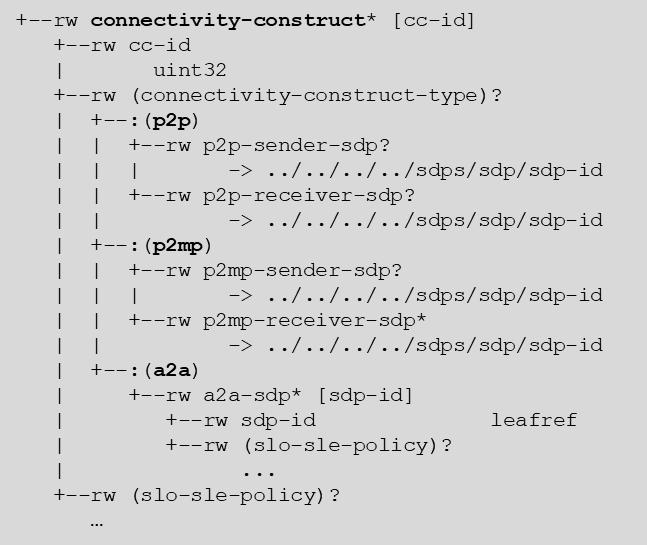 +--rw connectivity-construct* [cc-id]
   +--rw cc-id
   |       uint32
   +--rw (connectivity-construct-type)?
   |  +--:(p2p)
   |  |  +--rw p2p-sender-sdp?
   |  |  |       -> ../../../../sdps/sdp/sdp-id
   |  |  +--rw p2p-receiver-sdp?
   |  |          -> ../../../../sdps/sdp/sdp-id
   |  +--:(p2mp)
   |  |  +--rw p2mp-sender-sdp?
   |  |  |       -> ../../../../sdps/sdp/sdp-id
   |  |  +--rw p2mp-receiver-sdp*
   |  |          -> ../../../../sdps/sdp/sdp-id
   |  +--:(a2a)
   |     +--rw a2a-sdp* [sdp-id]
   |        +--rw sdp-id              leafref
   |        +--rw (slo-sle-policy)?
   |              ...
   +--rw (slo-sle-policy)?
      …